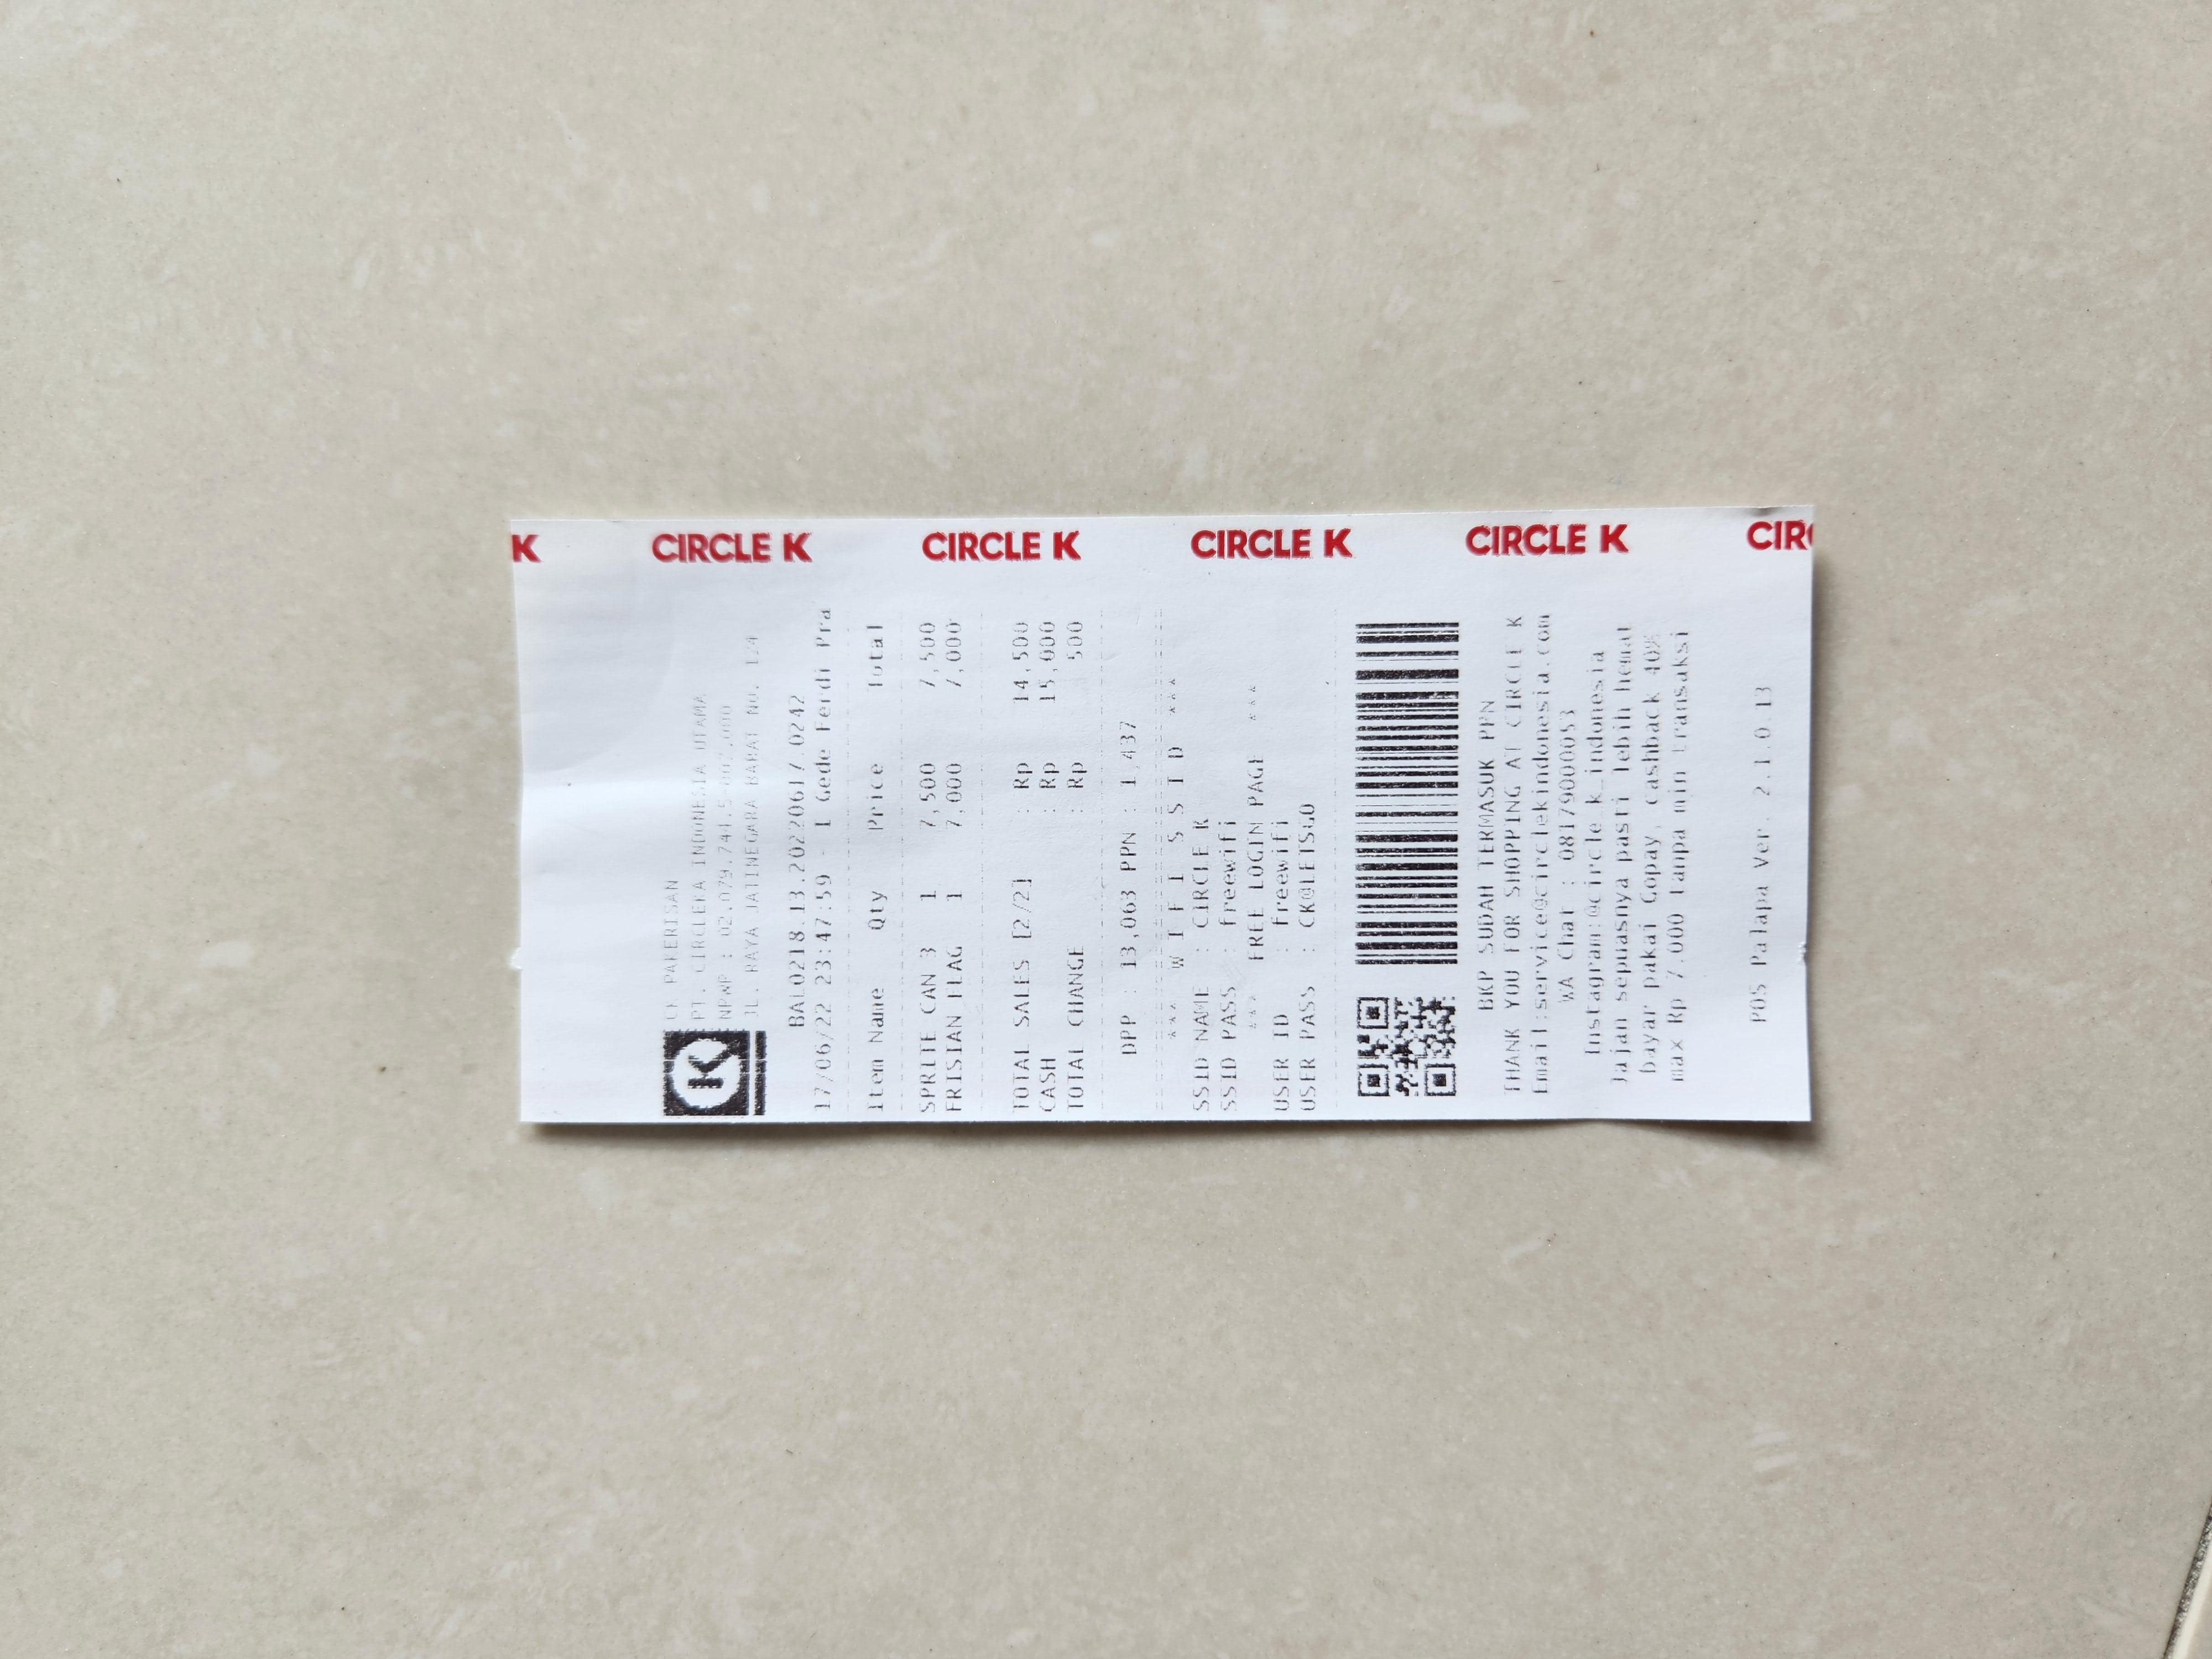 K
CK PAKERISAN
PT. CIRCLEKA INDONESIA UTAMA
NPWP : 02.079.744.5-007.000
JL. RAYA JATINEGARA BARAT NO. 124
BAL0218.13.20220617.0242
17/06/22 23:47:59 - I Gede Ferdi Pra
Item Name Qty Price Total
SPRITE CAN 3 1 7,500 7,500
FRISIAN FLAG 1 7,000 7,000
TOTAL SALES [2/2] : Rp 14,500
CASH : Rp 15,000
TOTAL CHANGE : Rp 500
DPP : 13,063 PPN : 1,437
*** W I F I S S I D ***
SSID NAME : CIRCLE K
SSID PASS : freewifi
*** FREE LOGIN PAGE ***
USER ID : freewifi
USER PASS : CK@LETSGO
BKP SUDAH TERMASUK PPN
THANK YOU FOR SHOPPING AT CIRCLE K
Email:service@circlekindonesia.com
WA Chat : 08179000053
Instagram:@circle_k_indonesia
Jajan sepuasnya pasti lebih hemat
bayar pakai Gopay, cashback 40%
max Rp 7.000 tanpa min transaksi
POS Palapa Ver. 2.1.0.13
K
CIRCLE K
CIRCLE K
CIRCLE K
CIRCLE K
CIRC